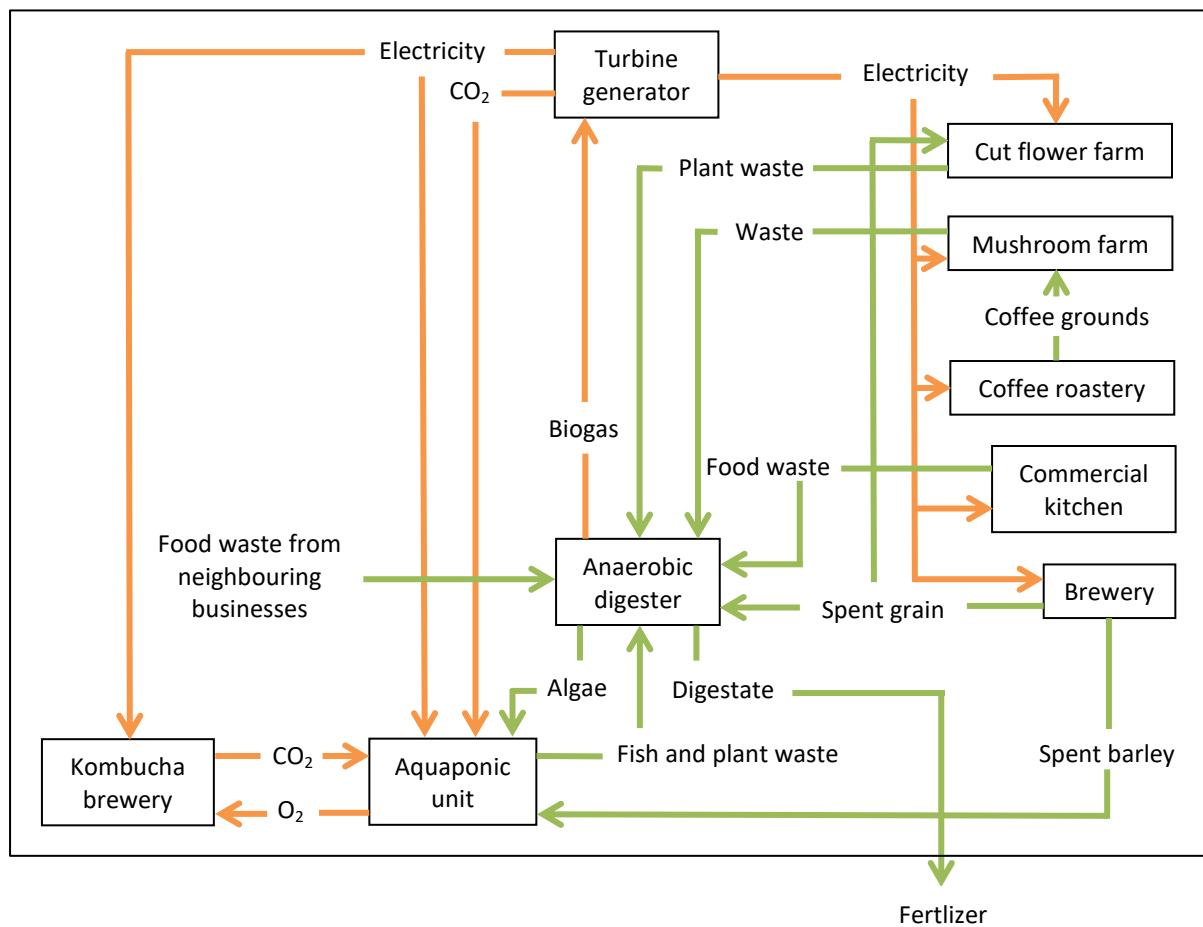 Electricity
Turbine
generator
Electricity
CO₂
Cut flower farm
Plant waste
Waste
Mushroom farm
Coffee grounds
Coffee roastery
Biogas
Food waste
Commercial
kitchen
Food waste from
neighbouring
businesses
Anaerobic
digester
Spent grain
Brewery
Algae
Digestate
Kombucha
brewery
CO₂
O₂
Aquaponic
unit
Fish and plant waste
Spent barley
Fertlizer